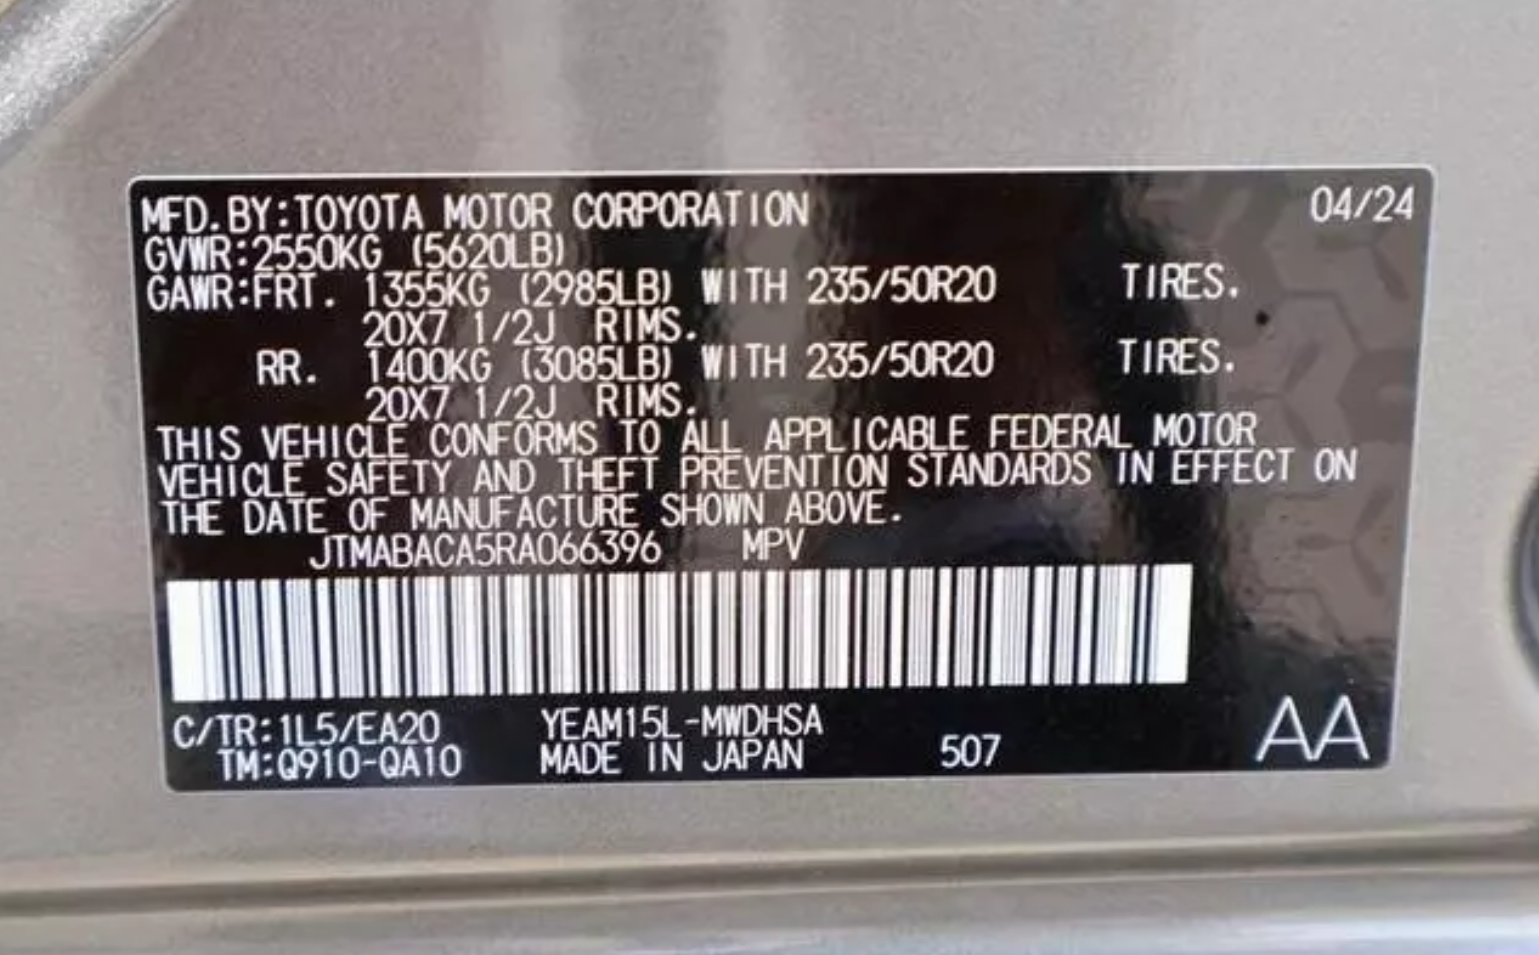 MFD.BY:TOYOTA MOTOR CORPORATION 04/24
GVWR:2550KG (5620LB)
GAWR:FRT. 1355KG (2985LB) WITH 235/50R20 TIRES.
20X7 1/2J RIMS.
RR. 1400KG (3085LB) WITH 235/50R20 TIRES.
20X7 1/2J RIMS.
THIS VEHICLE CONFORMS TO ALL APPLICABLE FEDERAL MOTOR
VEHICLE SAFETY AND THEFT PREVENTION STANDARDS IN EFFECT ON
THE DATE OF MANUFACTURE SHOWN ABOVE.
JTMABACA5RA066396 MPV
C/TR:1L5/EA20 YEAM15L-MWDHSA
TM:Q910-QA10 MADE IN JAPAN 507 AA